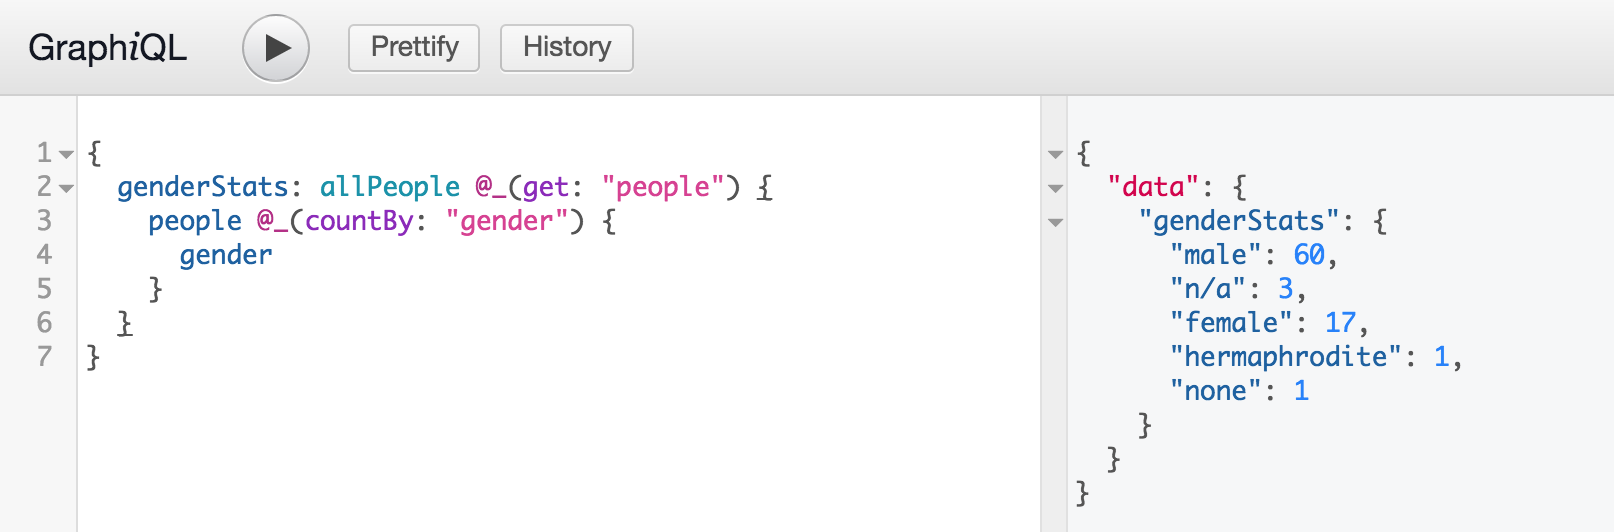 GraphiQL Prettify History
1 {
2 genderStats: allPeople @_(get: "people") {
3 people @_(countBy: "gender") {
4 gender
5 }
6 }
7 }
{
"data": {
"genderStats": {
"male": 60,
"n/a": 3,
"female": 17,
"hermaphrodite": 1,
"none": 1
}
}
}